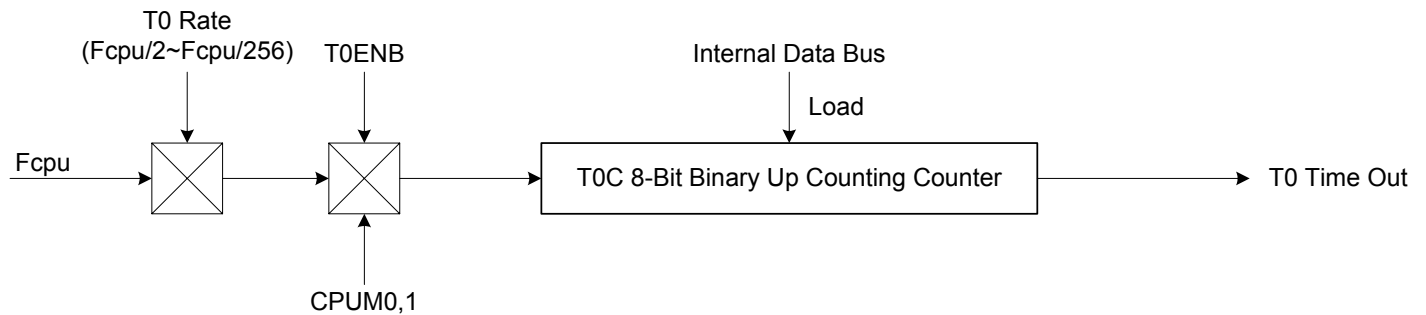 T0 Rate
(Fcpu/2~Fcpu/256)
T0ENB
Internal Data Bus
Load
Fcpu
T0C 8-Bit Binary Up Counting Counter
T0 Time Out
CPUM0,1